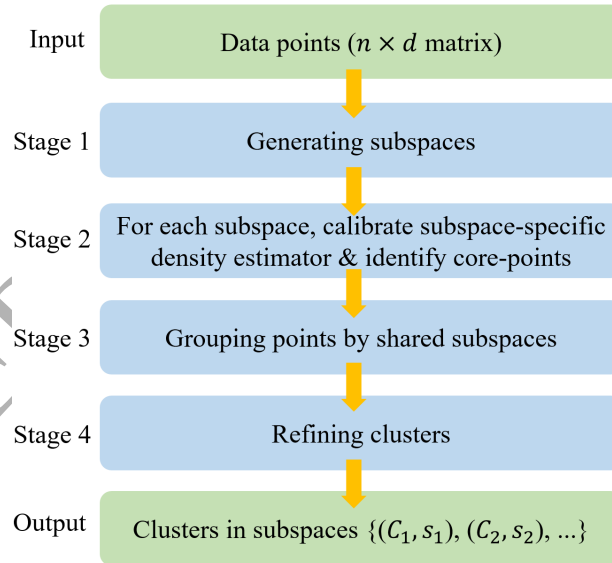 Input
Data points (n × d matrix)
Stage 1
Generating subspaces
Stage 2
For each subspace, calibrate subspace-specific
density estimator & identify core-points
Stage 3
Grouping points by shared subspaces
Stage 4
Refining clusters
Output
Clusters in subspaces {(C₁, s₁), (C₂, s₂), ...}